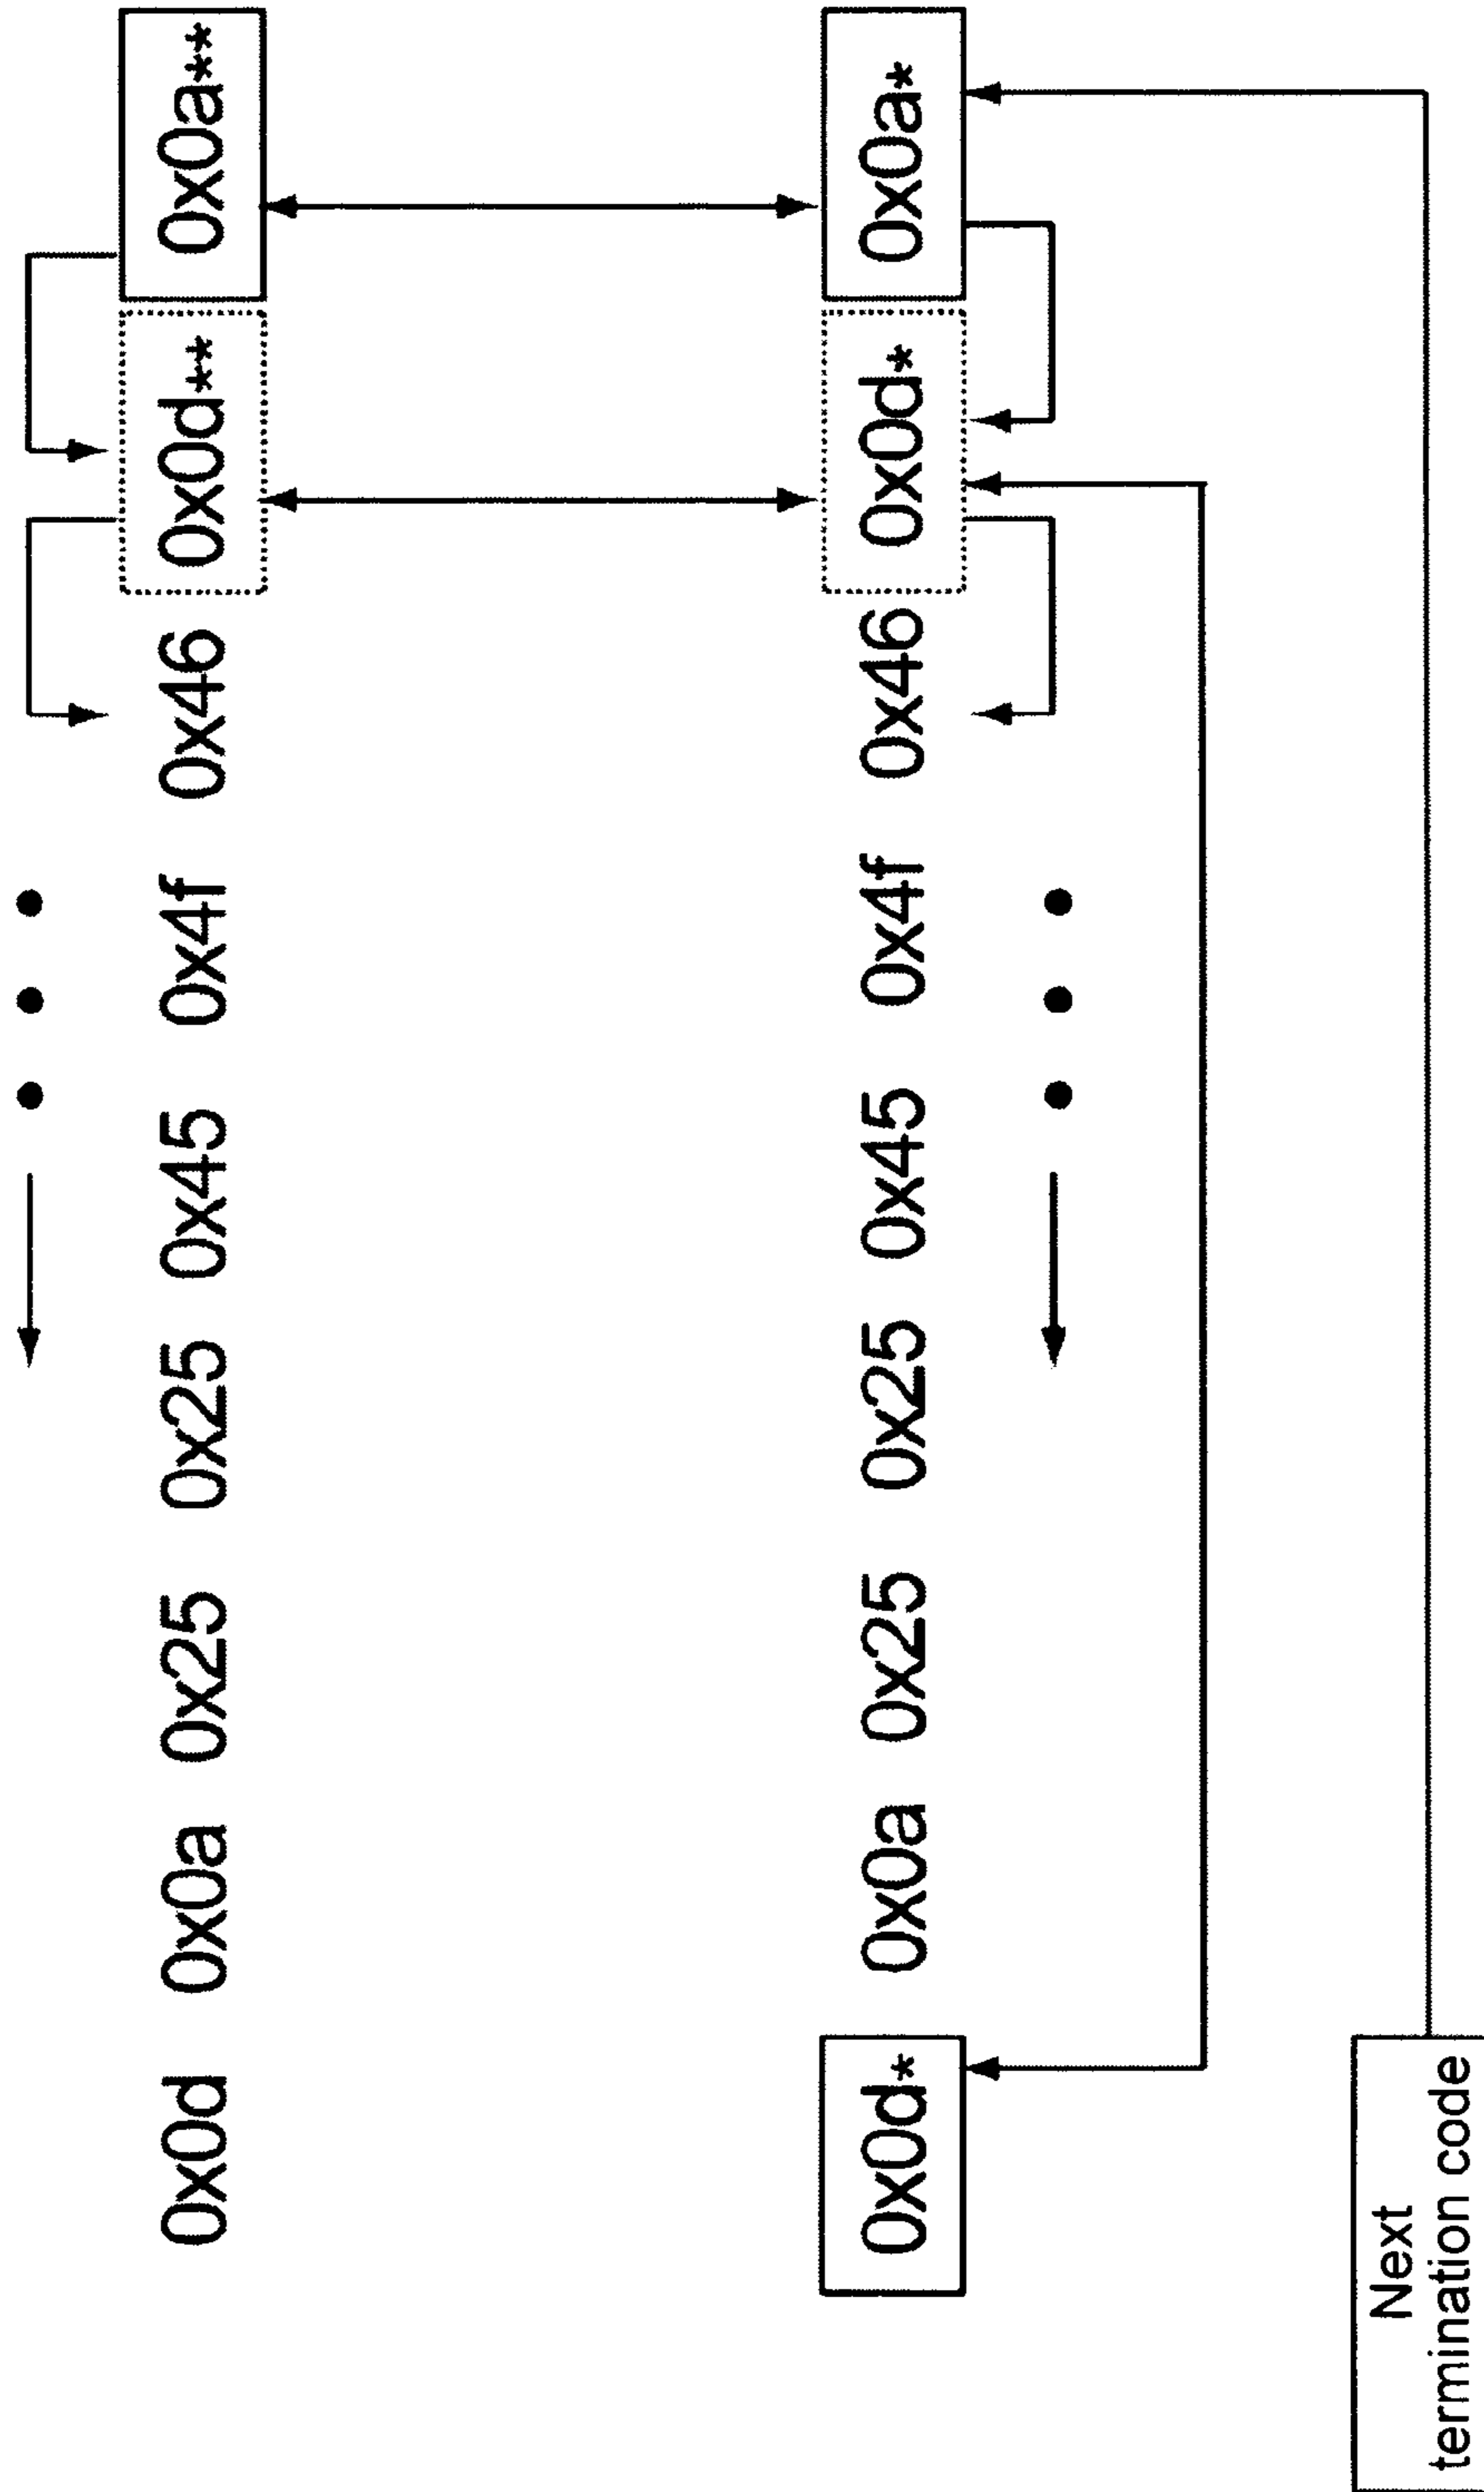 0x0d 0x0a 0x25 0x25 0x45 0x4f 0x46 0x0d** 0x0a**
0x0d* 0x0a 0x25 0x25 0x45 0x4f 0x46 0x0d* 0x0a*
Next
termination code